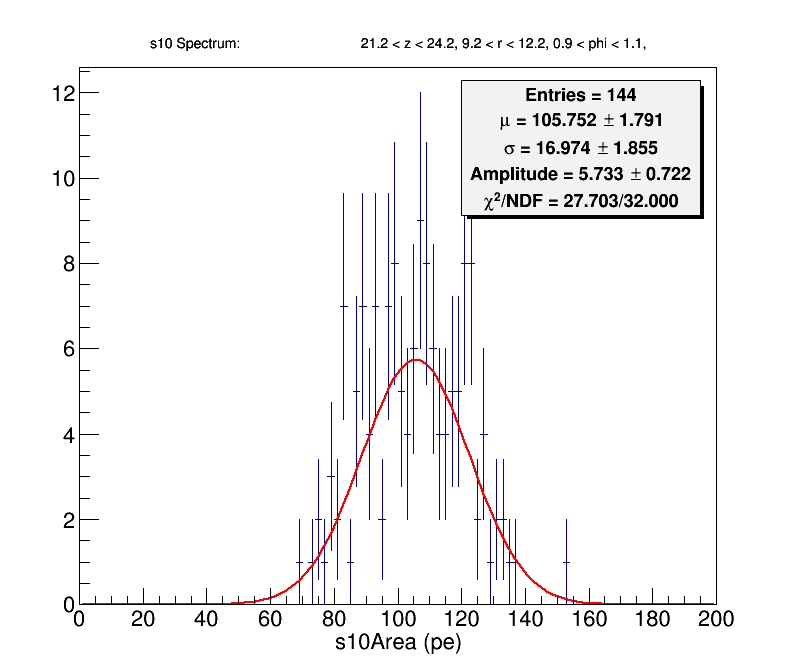 s10 Spectrum: 21.2 < z < 24.2, 9.2 < r < 12.2, 0.9 < phi < 1.1,
Entries = 144
μ = 105.752 ± 1.791
σ = 16.974 ± 1.855
Amplitude = 5.733 ± 0.722
χ²/NDF = 27.703/32.000
12
10
8
6
4
2
0
0 20 40 60 80 100 120 140 160 180 200
s10Area (pe)